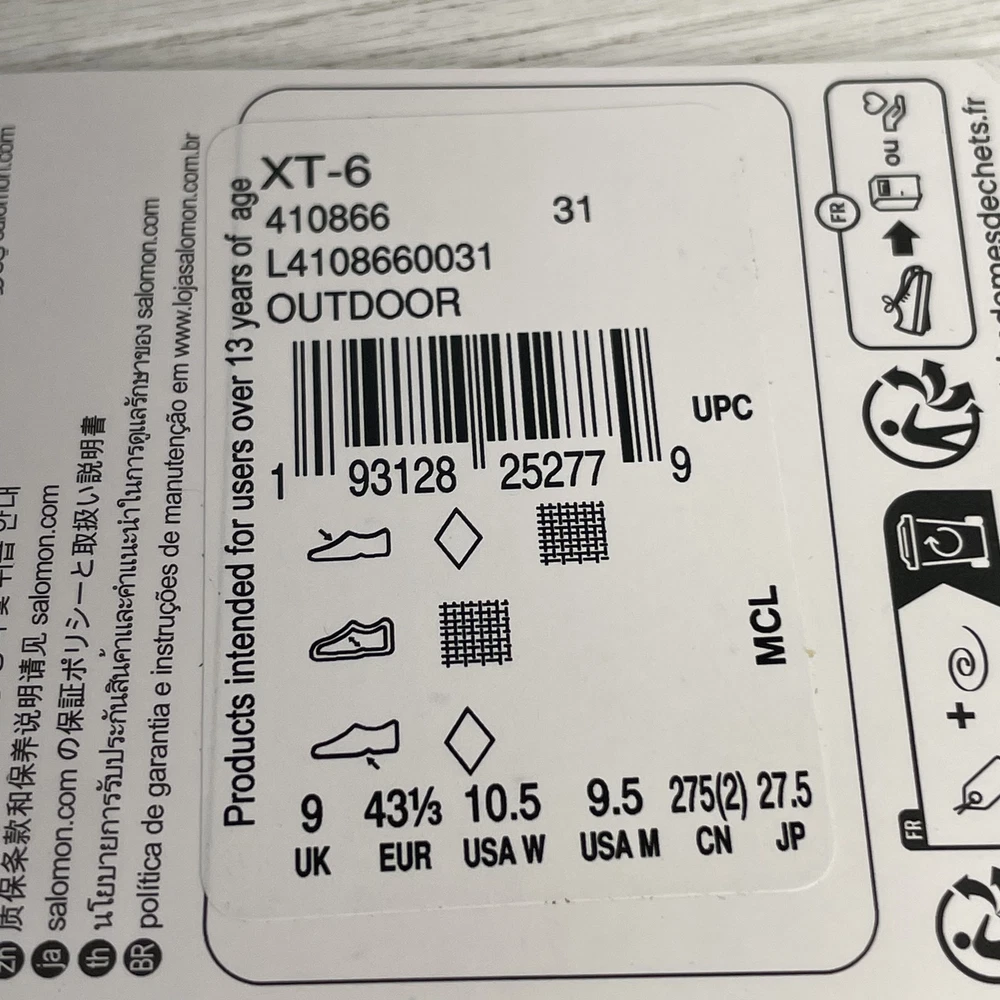 XT-6
410866 31
L4108660031
OUTDOOR
UPC
1 93128 25277 9
MCL
9 43⅓ 10.5 9.5 275(2) 27.5
UK EUR USA W USA M CN JP
Products intended for users over 13 years of age
zh 质保条款和保养说明请见 salomon.com
ja salomon.com の保証ポリシーと取扱い説明書
th นโยบายการรับประกันสินค้าและคำแนะนำในการดูแลรักษาของ salomon.com
BR política de garantia e instruções de manutenção em www.lojasalomon.com.br
FR
ou
FR
+